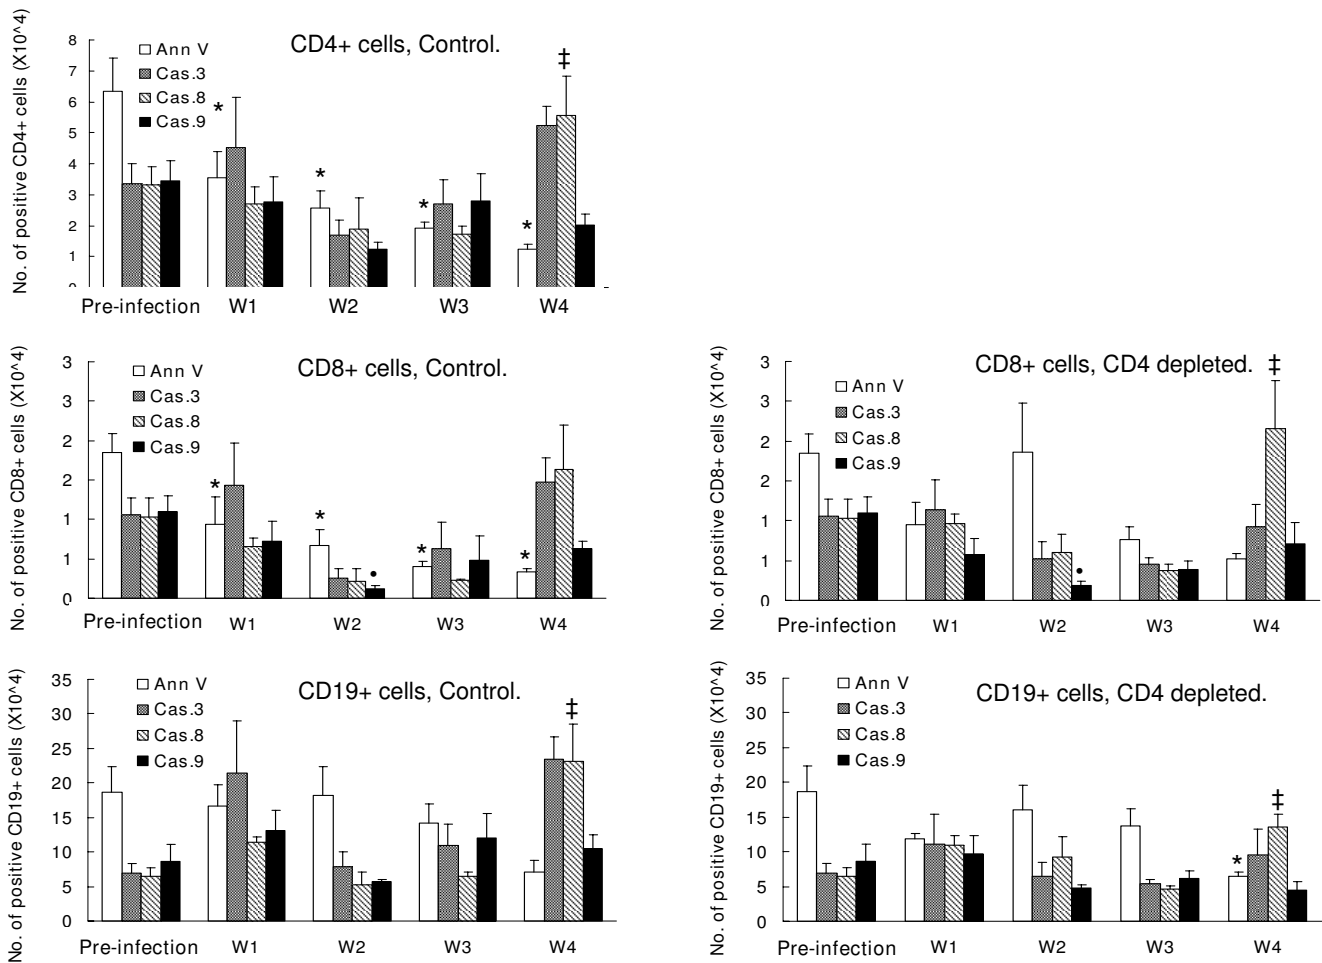 No. of positive CD4+ cells (X10^4)
CD4+ cells, Control.
Ann V
Cas.3
Cas.8
Cas.9
8
7
6
5
4
3
2
1
0
*
*
*
*
‡
Pre-infection W1 W2 W3 W4
No. of positive CD8+ cells (X10^4)
CD8+ cells, Control.
Ann V
Cas.3
Cas.8
Cas.9
3
3
2
2
1
1
0
*
*
•
*
*
Pre-infection W1 W2 W3 W4
No. of positive CD8+ cells (X10^4)
CD8+ cells, CD4 depleted.
Ann V
Cas.3
Cas.8
Cas.9
3
3
2
2
1
1
0
•
‡
Pre-infection W1 W2 W3 W4
No. of positive CD19+ cells (X10^4)
CD19+ cells, Control.
Ann V
Cas.3
Cas.8
Cas.9
35
30
25
20
15
10
5
0
‡
Pre-infection W1 W2 W3 W4
No. of positive CD19+ cells (X10^4)
CD19+ cells, CD4 depleted.
Ann V
Cas.3
Cas.8
Cas.9
35
30
25
20
15
10
5
0
*
‡
Pre-infection W1 W2 W3 W4